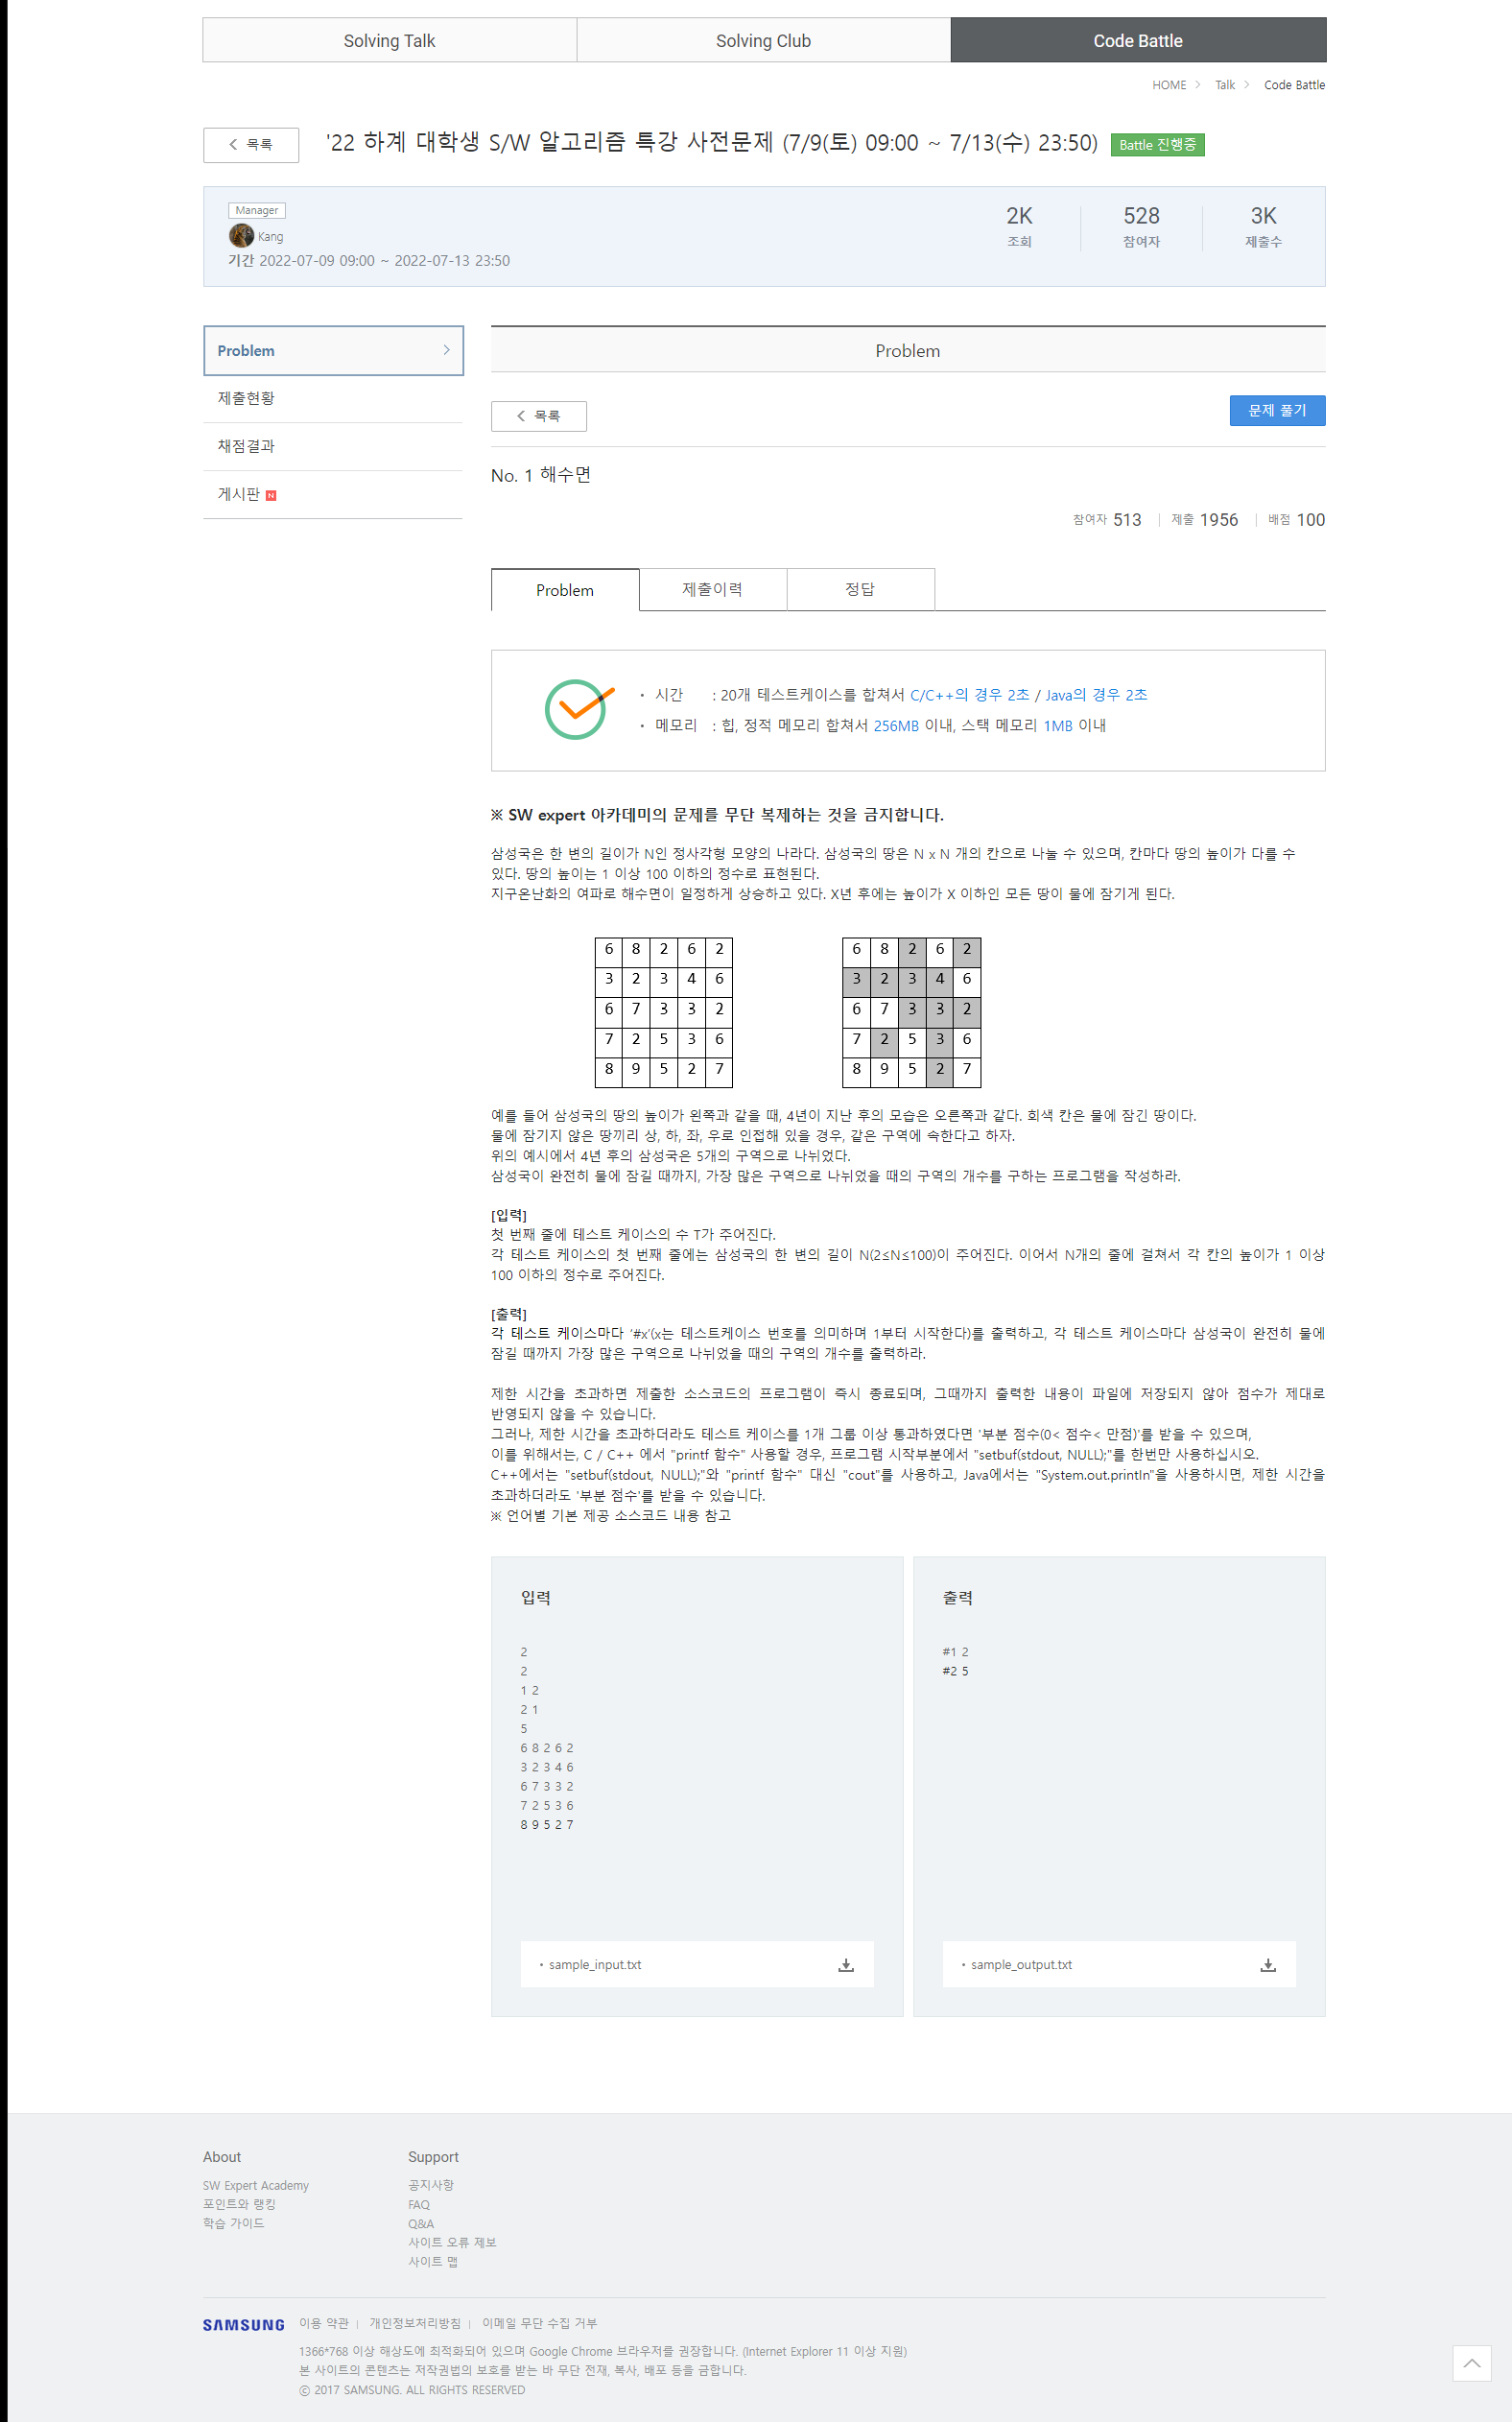 Solving Talk
Solving Club
Code Battle
HOME > Talk > Code Battle
< 목록
'22 하계 대학생 S/W 알고리즘 특강 사전문제 (7/9(토) 09:00 ~ 7/13(수) 23:50)
Battle 진행중
Manager
Kang
기간 2022-07-09 09:00 ~ 2022-07-13 23:50
2K
조회
528
참여자
3K
제출수
Problem
제출현황
채점결과
게시판 N
Problem
< 목록
문제 풀기
No. 1 해수면
참여자 513 | 제출 1956 | 배점 100
Problem
제출이력
정답
· 시간 : 20개 테스트케이스를 합쳐서 C/C++의 경우 2초 / Java의 경우 2초
· 메모리 : 힙, 정적 메모리 합쳐서 256MB 이내, 스택 메모리 1MB 이내
※ SW expert 아카데미의 문제를 무단 복제하는 것을 금지합니다.
삼성국은 한 변의 길이가 N인 정사각형 모양의 나라다. 삼성국의 땅은 N x N 개의 칸으로 나눌 수 있으며, 칸마다 땅의 높이가 다를 수
있다. 땅의 높이는 1 이상 100 이하의 정수로 표현된다.
지구온난화의 여파로 해수면이 일정하게 상승하고 있다. X년 후에는 높이가 X 이하인 모든 땅이 물에 잠기게 된다.
6 8 2 6 2
3 2 3 4 6
6 7 3 3 2
7 2 5 3 6
8 9 5 2 7
6 8 2 6 2
3 2 3 4 6
6 7 3 3 2
7 2 5 3 6
8 9 5 2 7
예를 들어 삼성국의 땅의 높이가 왼쪽과 같을 때, 4년이 지난 후의 모습은 오른쪽과 같다. 회색 칸은 물에 잠긴 땅이다.
물에 잠기지 않은 땅끼리 상, 하, 좌, 우로 인접해 있을 경우, 같은 구역에 속한다고 하자.
위의 예시에서 4년 후의 삼성국은 5개의 구역으로 나뉘었다.
삼성국이 완전히 물에 잠길 때까지, 가장 많은 구역으로 나뉘었을 때의 구역의 개수를 구하는 프로그램을 작성하라.
[입력]
첫 번째 줄에 테스트 케이스의 수 T가 주어진다.
각 테스트 케이스의 첫 번째 줄에는 삼성국의 한 변의 길이 N(2≤N≤100)이 주어진다. 이어서 N개의 줄에 걸쳐서 각 칸의 높이가 1 이상
100 이하의 정수로 주어진다.
[출력]
각 테스트 케이스마다 '#x'(x는 테스트케이스 번호를 의미하며 1부터 시작한다)를 출력하고, 각 테스트 케이스마다 삼성국이 완전히 물에
잠길 때까지 가장 많은 구역으로 나뉘었을 때의 구역의 개수를 출력하라.
제한 시간을 초과하면 제출한 소스코드의 프로그램이 즉시 종료되며, 그때까지 출력한 내용이 파일에 저장되지 않아 점수가 제대로
반영되지 않을 수 있습니다.
그러나, 제한 시간을 초과하더라도 테스트 케이스를 1개 그룹 이상 통과하였다면 '부분 점수(0< 점수< 만점)'를 받을 수 있으며,
이를 위해서는, C / C++ 에서 "printf 함수" 사용할 경우, 프로그램 시작부분에서 "setbuf(stdout, NULL);"를 한번만 사용하십시오.
C++에서는 "setbuf(stdout, NULL);"와 "printf 함수" 대신 "cout"를 사용하고, Java에서는 "System.out.println"을 사용하시면, 제한 시간을
초과하더라도 '부분 점수'를 받을 수 있습니다.
※ 언어별 기본 제공 소스코드 내용 참고
입력
2
2
1 2
2 1
5
6 8 2 6 2
3 2 3 4 6
6 7 3 3 2
7 2 5 3 6
8 9 5 2 7
· sample_input.txt
출력
#1 2
#2 5
· sample_output.txt
About
SW Expert Academy
포인트와 랭킹
학습 가이드
Support
공지사항
FAQ
Q&A
사이트 오류 제보
사이트 맵
SAMSUNG
이용 약관 | 개인정보처리방침 | 이메일 무단 수집 거부
1366*768 이상 해상도에 최적화되어 있으며 Google Chrome 브라우저를 권장합니다. (Internet Explorer 11 이상 지원)
본 사이트의 콘텐츠는 저작권법의 보호를 받는 바 무단 전재, 복사, 배포 등을 금합니다.
ⓒ 2017 SAMSUNG. ALL RIGHTS RESERVED